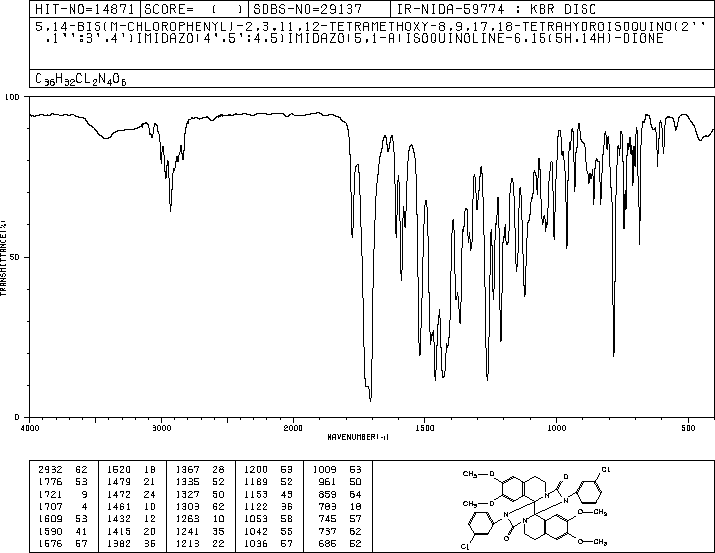 HIT-NO=14871 SCORE= ( ) SDBS-NO=29137 IR-NIDA-59774 : KBR DISC
5,14-BIS(M-CHLOROPHENYL)-2,3,11,12-TETRAMETHOXY-8,9,17,18-TETRAHYDROISOQUINO(2''
.1'':3'.4')IMIDAZO(4'.5':4.5)IMIDAZO(5,1-A)ISOQUINOLINE-6.15(5H.14H)-DIONE
C36H32CL2N4O6
100
50
0
TRANSMITTANCE(%)
4000 3000 2000 1500 1000 500
WAVENUMBER(-1)
2932 62 1520 18 1367 28 1200 53 1009 53
1776 53 1479 21 1335 52 1189 52 961 50
1721 9 1472 24 1327 50 1153 43 859 64
1707 4 1461 10 1303 62 1122 36 783 18
1609 53 1432 12 1263 10 1053 58 745 57
1590 41 1415 20 1241 35 1042 55 737 62
1576 57 1382 35 1213 22 1036 57 686 52
Cl
CH3 O O
CH3 O N N
N N O CH3
O O CH3
Cl